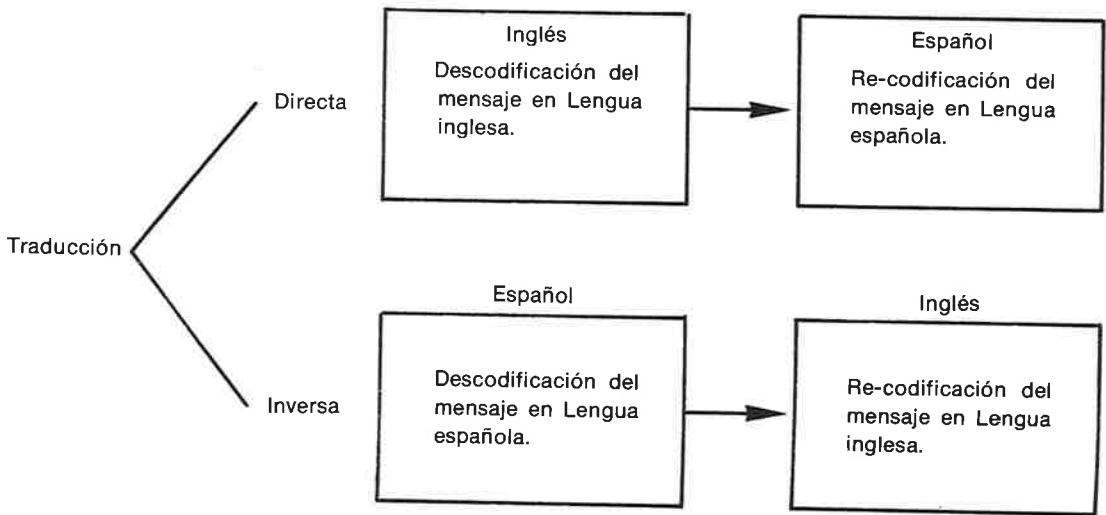 Traducción
Directa
Inglés
Descodificación del
mensaje en Lengua
inglesa.
Español
Re-codificación del
mensaje en Lengua
española.
Inversa
Español
Descodificación del
mensaje en Lengua
española.
Inglés
Re-codificación del
mensaje en Lengua
inglesa.